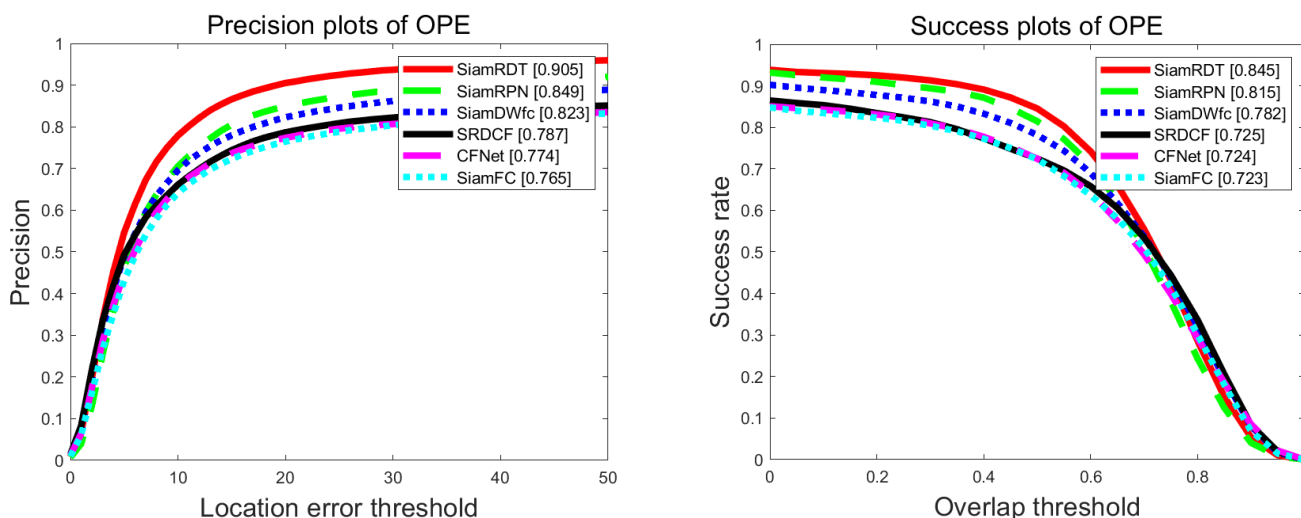 Precision plots of OPE
1
0.9
0.8
0.7
0.6
0.5
0.4
0.3
0.2
0.1
0
Precision
SiamRDT [0.905]
SiamRPN [0.849]
SiamDWfc [0.823]
SRDCF [0.787]
CFNet [0.774]
SiamFC [0.765]
0 10 20 30 40 50
Location error threshold
Success plots of OPE
1
0.9
0.8
0.7
0.6
0.5
0.4
0.3
0.2
0.1
0
Success rate
SiamRDT [0.845]
SiamRPN [0.815]
SiamDWfc [0.782]
SRDCF [0.725]
CFNet [0.724]
SiamFC [0.723]
0 0.2 0.4 0.6 0.8
Overlap threshold